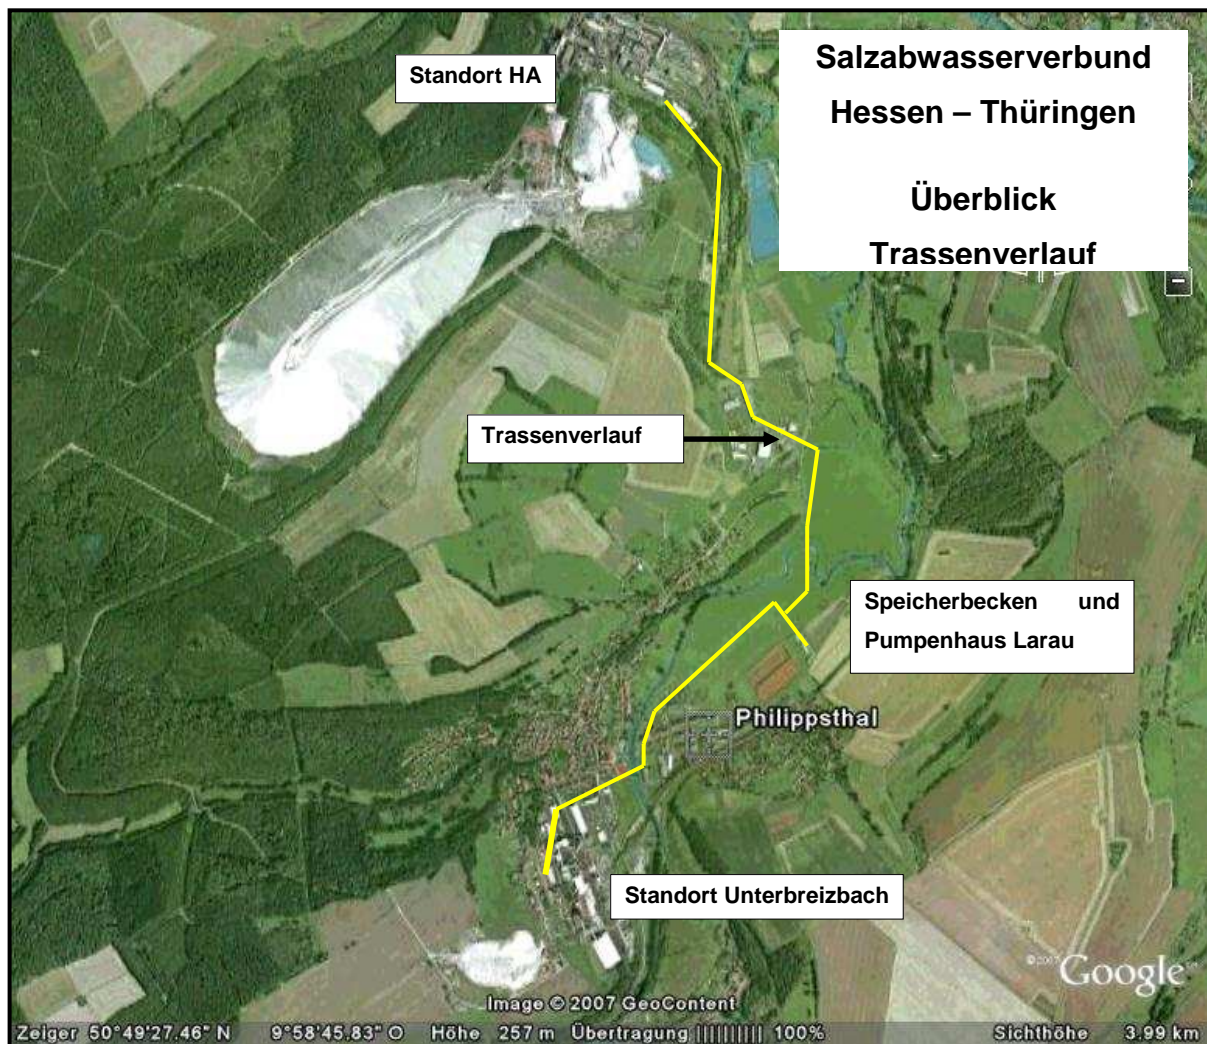 Standort HA
Salzabwasserverbund
Hessen – Thüringen
Überblick
Trassenverlauf
Trassenverlauf
Speicherbecken und
Pumpenhaus Larau
Philippsthal
Standort Unterbreizbach
©2007 Google
Image © 2007 GeoContent
Zeiger 50°49'27.46" N 9°58'45.83" O Höhe 257 m Übertragung |||||||||| 100% Sichthöhe 3.99 km